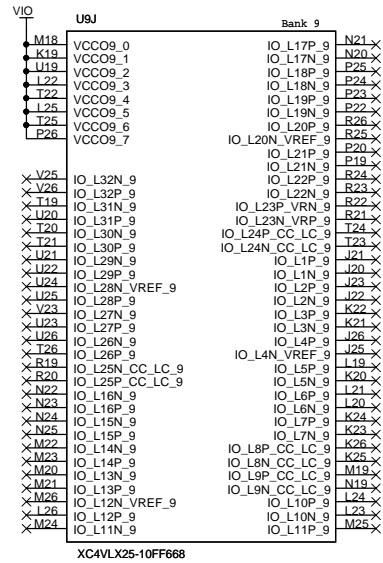 VIO
U9J
Bank 9
M18 VCCO9_0
K19 VCCO9_1
U19 VCCO9_2
L22 VCCO9_3
T22 VCCO9_4
L25 VCCO9_5
T25 VCCO9_6
P26 VCCO9_7
V25 IO_L32N_9
V26 IO_L32P_9
T19 IO_L31N_9
U20 IO_L31P_9
T20 IO_L30N_9
T21 IO_L30P_9
U21 IO_L29N_9
U22 IO_L29P_9
U24 IO_L28N_VREF_9
U25 IO_L28P_9
V23 IO_L27N_9
U23 IO_L27P_9
U26 IO_L26N_9
T26 IO_L26P_9
R19 IO_L25N_CC_LC_9
R20 IO_L25P_CC_LC_9
N22 IO_L16N_9
N23 IO_L16P_9
N24 IO_L15N_9
N25 IO_L15P_9
M22 IO_L14N_9
M23 IO_L14P_9
M20 IO_L13N_9
M21 IO_L13P_9
M26 IO_L12N_VREF_9
L26 IO_L12P_9
M24 IO_L11N_9
IO_L17P_9 N21
IO_L17N_9 N20
IO_L18P_9 P25
IO_L18N_9 P24
IO_L19P_9 P23
IO_L19N_9 P22
IO_L20P_9 R26
IO_L20N_VREF_9 R25
IO_L21P_9 P20
IO_L21N_9 P19
IO_L22P_9 R24
IO_L22N_9 R23
IO_L23P_VRN_9 R22
IO_L23N_VRP_9 R21
IO_L24P_CC_LC_9 T24
IO_L24N_CC_LC_9 T23
IO_L1P_9 J21
IO_L1N_9 J20
IO_L2P_9 J23
IO_L2N_9 J22
IO_L3P_9 K22
IO_L3N_9 K21
IO_L4P_9 J26
IO_L4N_VREF_9 J25
IO_L5P_9 L19
IO_L5N_9 K20
IO_L6P_9 L21
IO_L6N_9 L20
IO_L7P_9 K24
IO_L7N_9 K23
IO_L8P_CC_LC_9 K26
IO_L8N_CC_LC_9 K25
IO_L9P_CC_LC_9 M19
IO_L9N_CC_LC_9 N19
IO_L10P_9 L24
IO_L10N_9 L23
IO_L11P_9 M25
XC4VLX25-10FF668